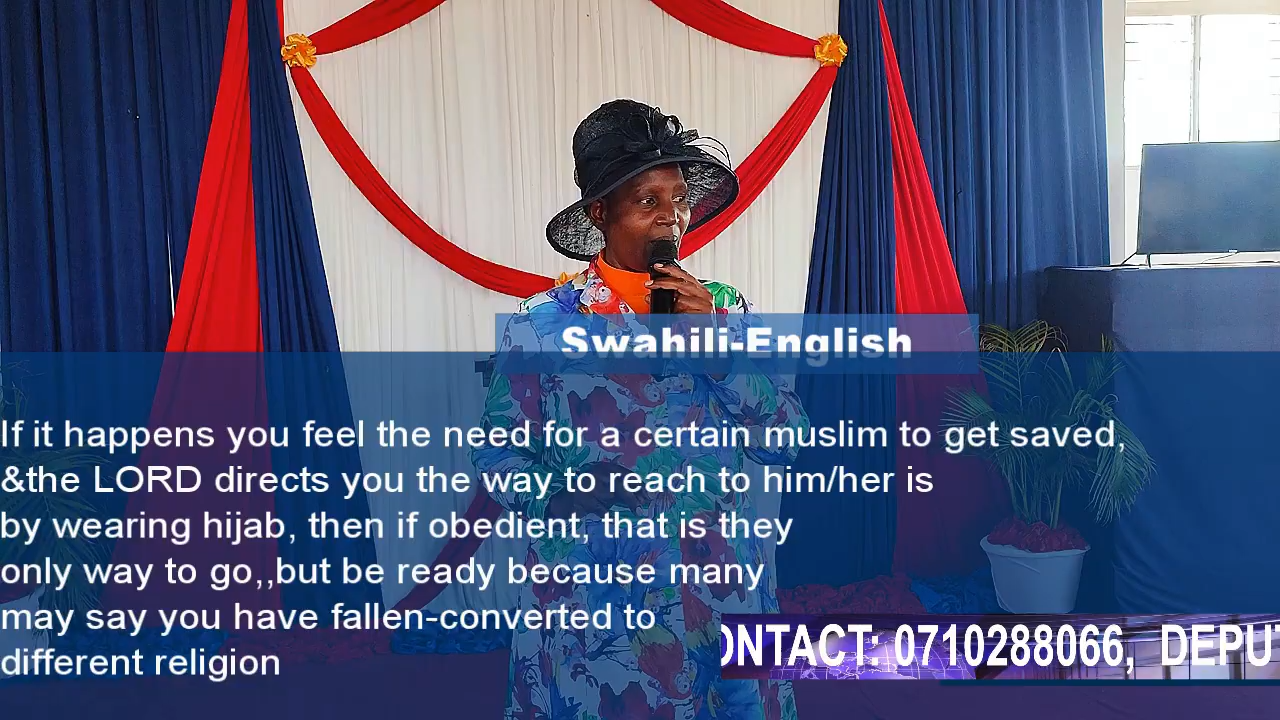 Swahili-English
If it happens you feel the need for a certain muslim to get saved,
&the LORD directs you the way to reach to him/her is
by wearing hijab, then if obedient, that is they
only way to go,,but be ready because many
may say you have fallen-converted to
different religion
ONTACT: 0710288066, DEPU